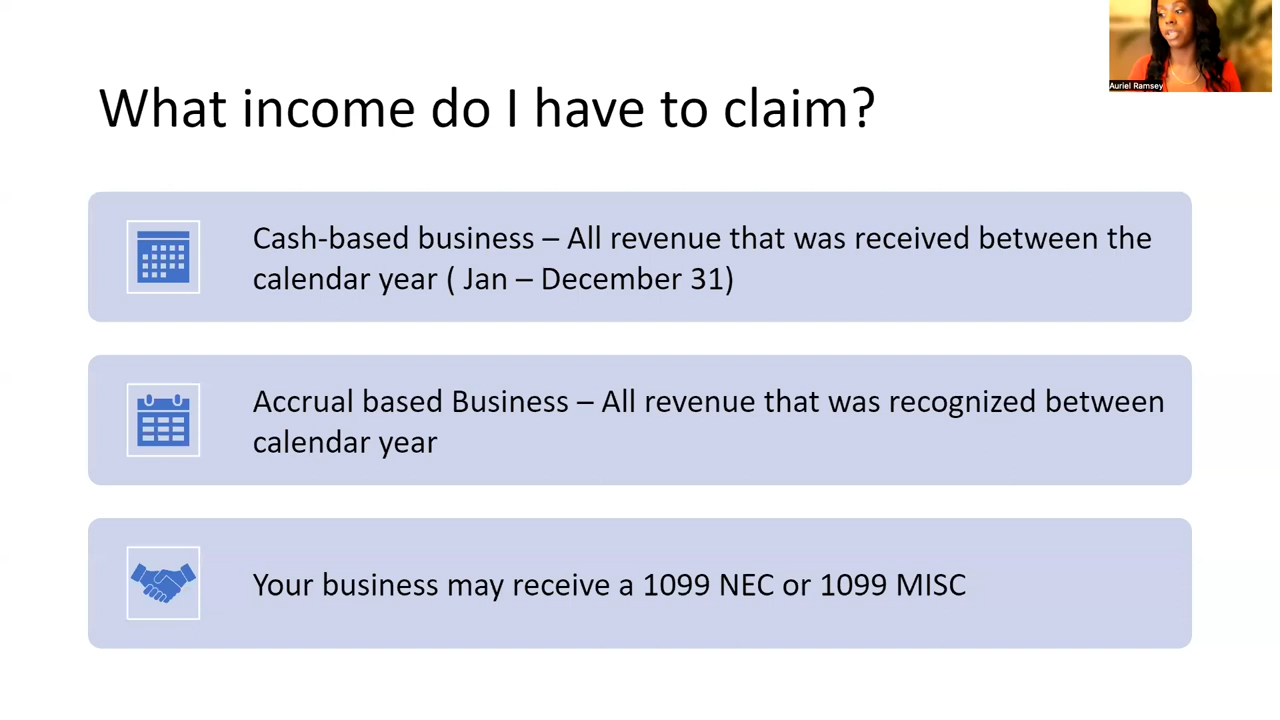 Auriel Ramsey
What income do I have to claim?
Cash-based business – All revenue that was received between the
calendar year ( Jan – December 31)
Accrual based Business – All revenue that was recognized between
calendar year
Your business may receive a 1099 NEC or 1099 MISC